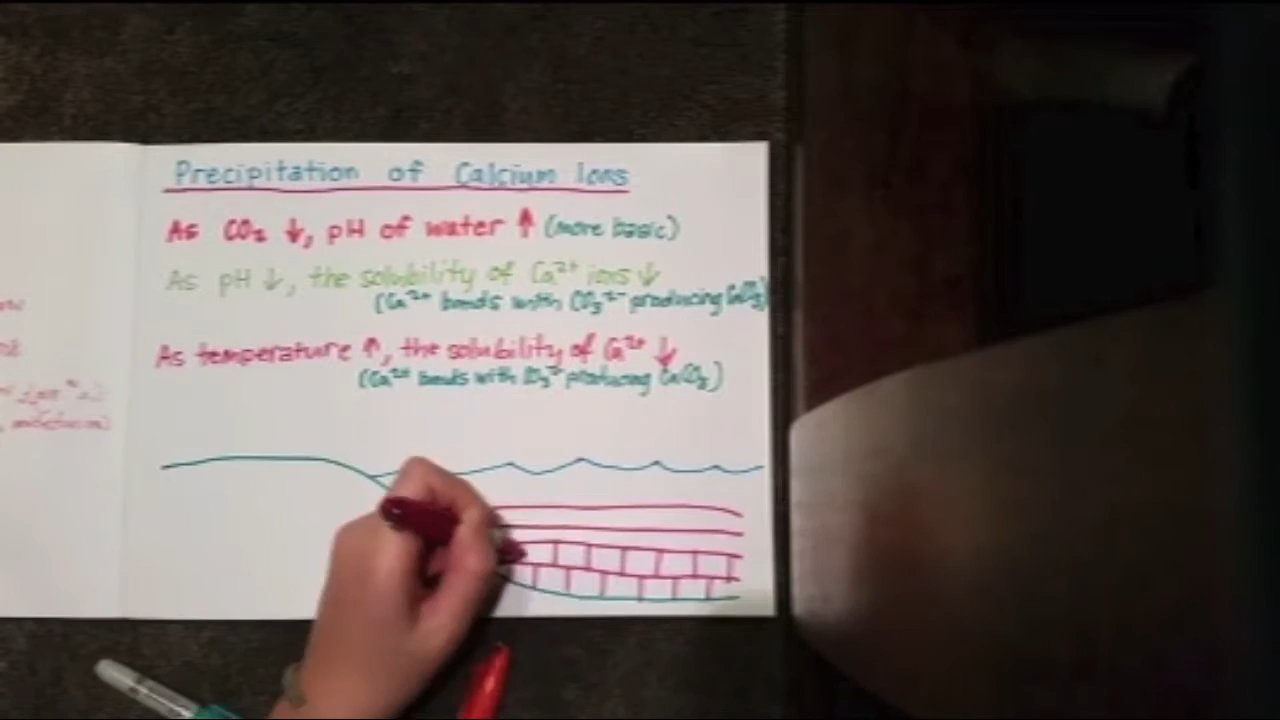 Precipitation of Calcium Ions
As CO₂ ↓, pH of water ↑ (more basic)
As pH ↓, the solubility of Ca²⁺ ions ↓
(Ca²⁺ bonds with CO₃²⁻ producing CaCO₃)
As temperature ↑, the solubility of Ca²⁺ ↓
(Ca²⁺ bonds with CO₃²⁻ producing CaCO₃)